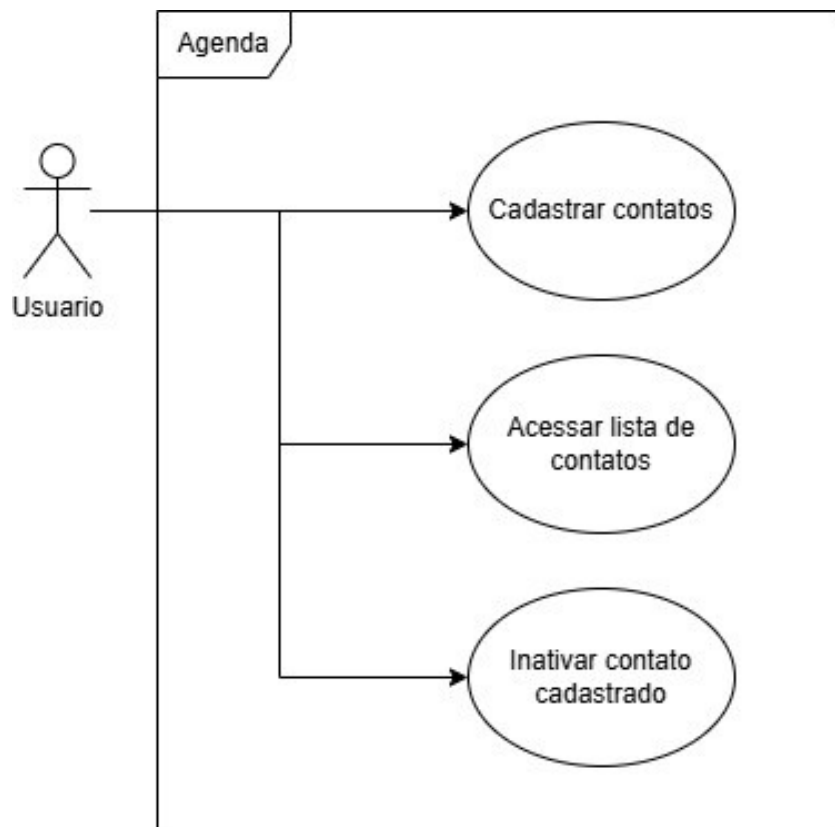 Agenda
Cadastrar contatos
Usuario
Acessar lista de
contatos
Inativar contato
cadastrado